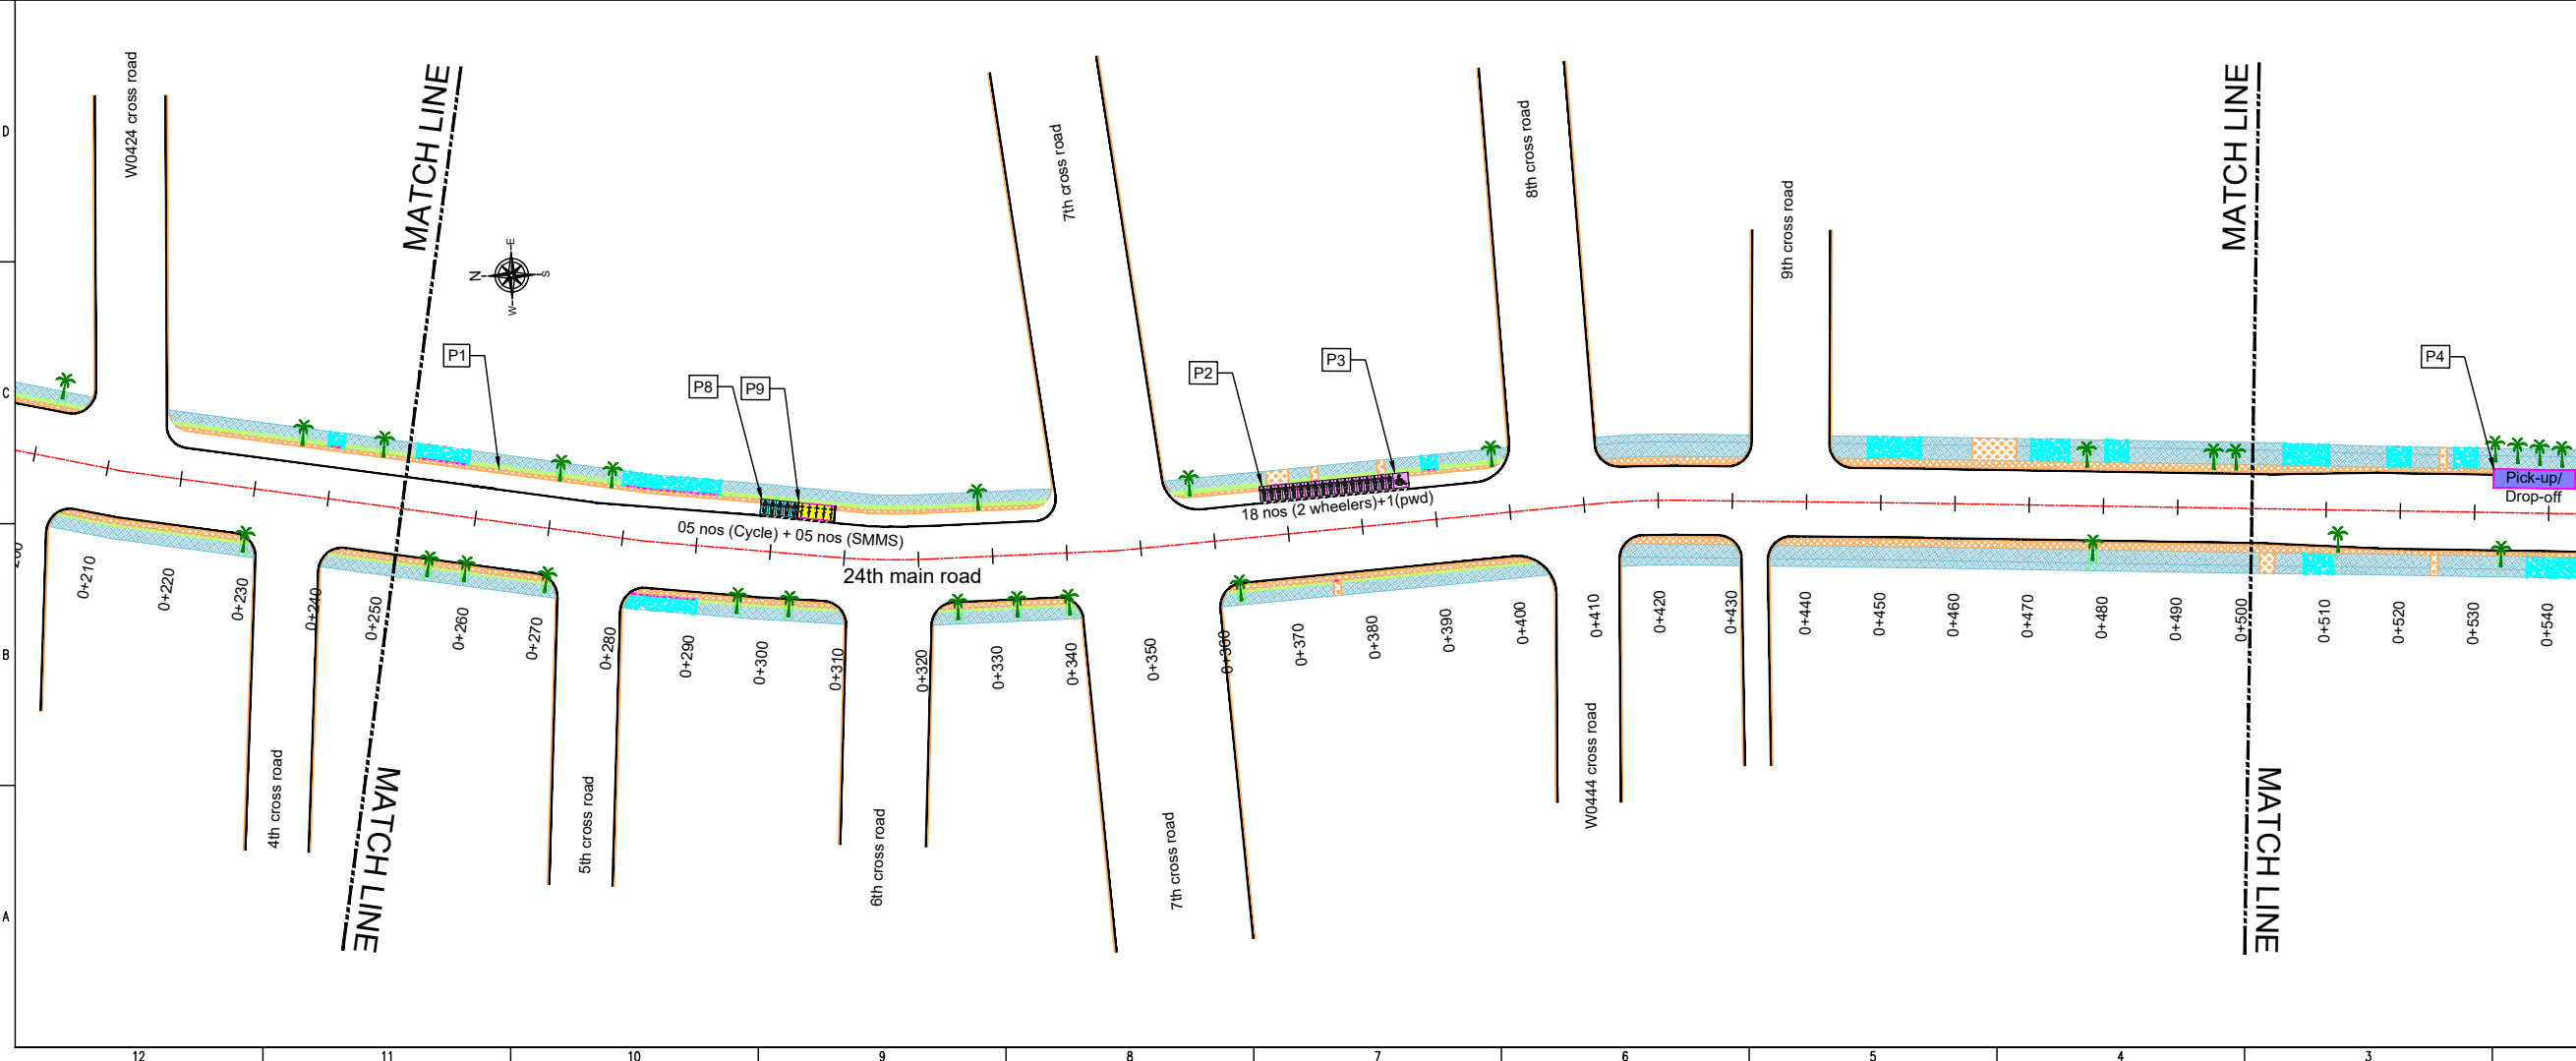 W0424 cross road
MATCH LINE
7th cross road
8th cross road
9th cross road
MATCH LINE
D
E
N
S
W
P1
P8
P9
P2
P3
P4
C
Pick-up/
Drop-off
18 nos (2 wheelers)+1(pwd)
05 nos (Cycle) + 05 nos (SMMS)
24th main road
0+210
0+220
0+230
0+240
0+250
0+260
0+270
0+280
0+290
0+300
0+310
0+320
0+330
0+340
0+350
0+360
0+370
0+380
0+390
0+400
0+410
0+420
0+430
0+440
0+450
0+460
0+470
0+480
0+490
0+500
0+510
0+520
0+530
0+540
B
4th cross road
MATCH LINE
5th cross road
6th cross road
7th cross road
W0444 cross road
MATCH LINE
A
12
11
10
9
8
7
6
5
4
3